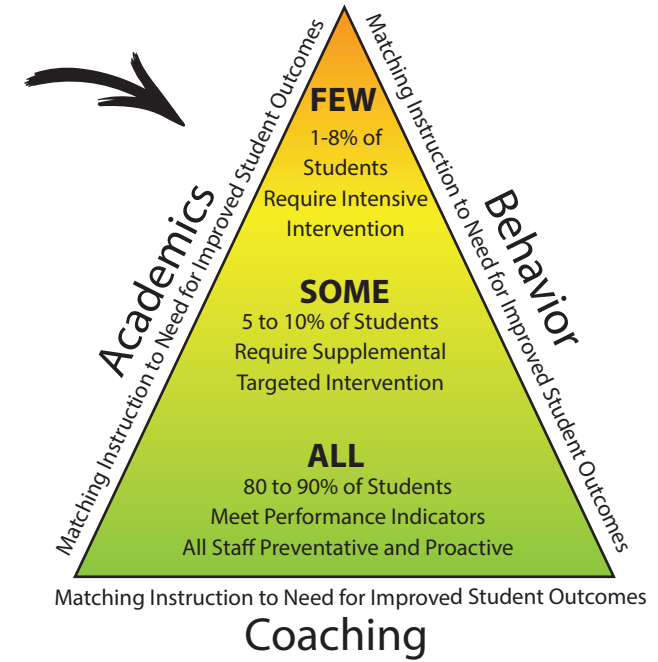 FEW
1-8% of
Students
Require Intensive
Intervention
SOME
5 to 10% of Students
Require Supplemental
Targeted Intervention
ALL
80 to 90% of Students
Meet Performance Indicators
All Staff Preventative and Proactive
Academics
Matching Instruction to Need for Improved Student Outcomes
Behavior
Matching Instruction to Need for Improved Student Outcomes
Matching Instruction to Need for Improved Student Outcomes
Coaching